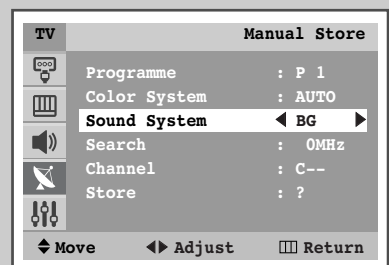 TV Manual Store
Programme : P 1
Color System : AUTO
Sound System BG
Search : 0MHz
Channel : C--
Store : ?
Move Adjust Return